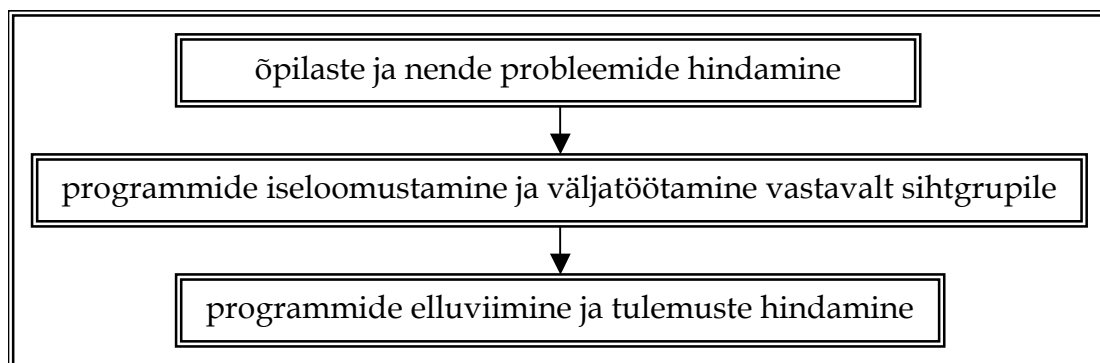 õpilaste ja nende probleemide hindamine
programmide iseloomustamine ja väljatöötamine vastavalt sihtgrupile
programmide elluviimine ja tulemuste hindamine